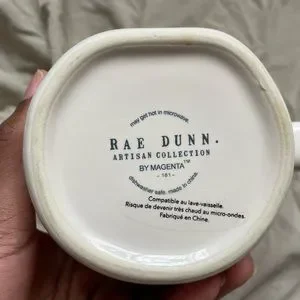 may get hot in microwave.
RAE DUNN.
ARTISAN COLLECTION
BY MAGENTA™
- 161 -
dishwasher safe. made in china.
Compatible au lave-vaisselle.
Risque de devenir très chaud au micro-ondes.
Fabriqué en Chine.